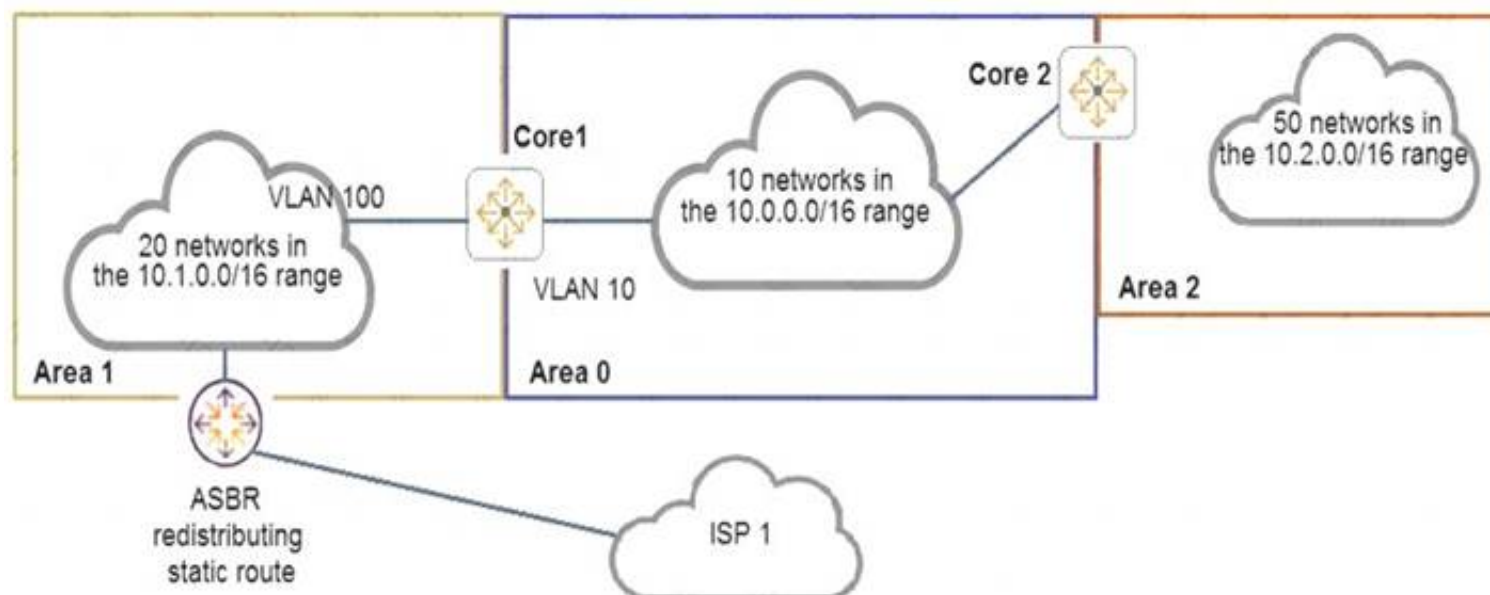 Core 2
50 networks in
the 10.2.0.0/16 range
Core1
VLAN 100
10 networks in
the 10.0.0.0/16 range
20 networks in
the 10.1.0.0/16 range
VLAN 10
Area 2
Area 1
Area 0
ASBR
redistributing
static route
ISP 1